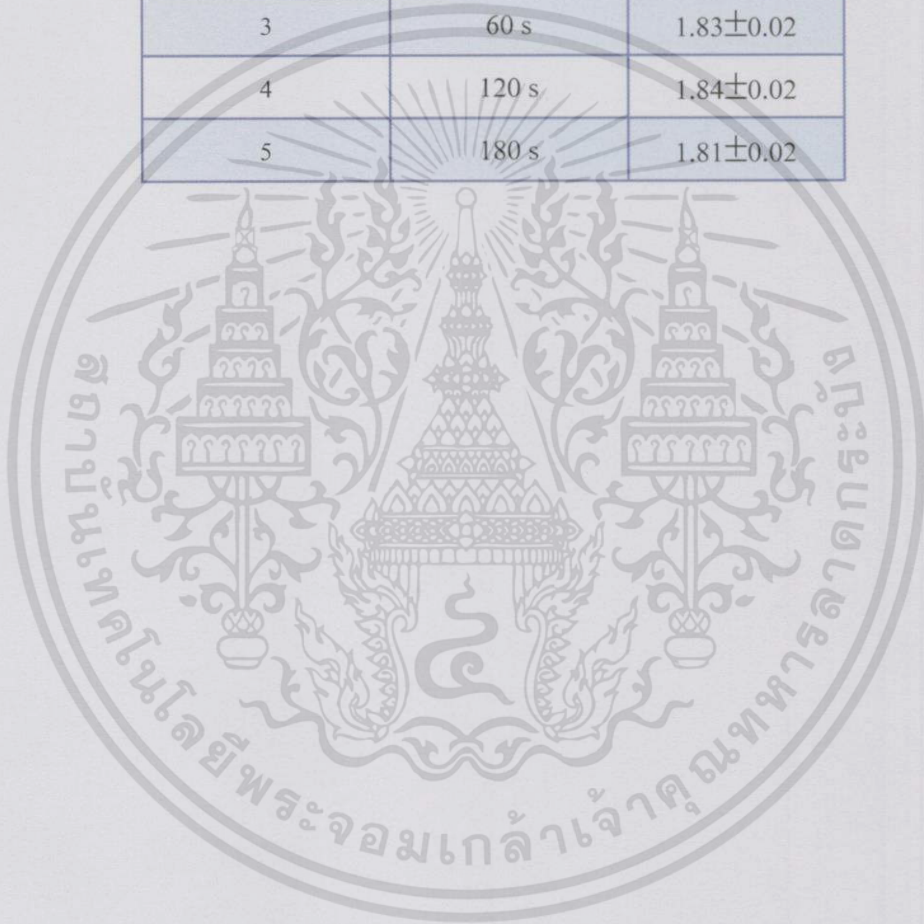 3 60 s 1.83±0.02
4 120 s 1.84±0.02
5 180 s 1.81±0.02
๔
สถาบันเทคโนโลยีพระจอมเกล้าเจ้าคุณทหารลาดกระบัง